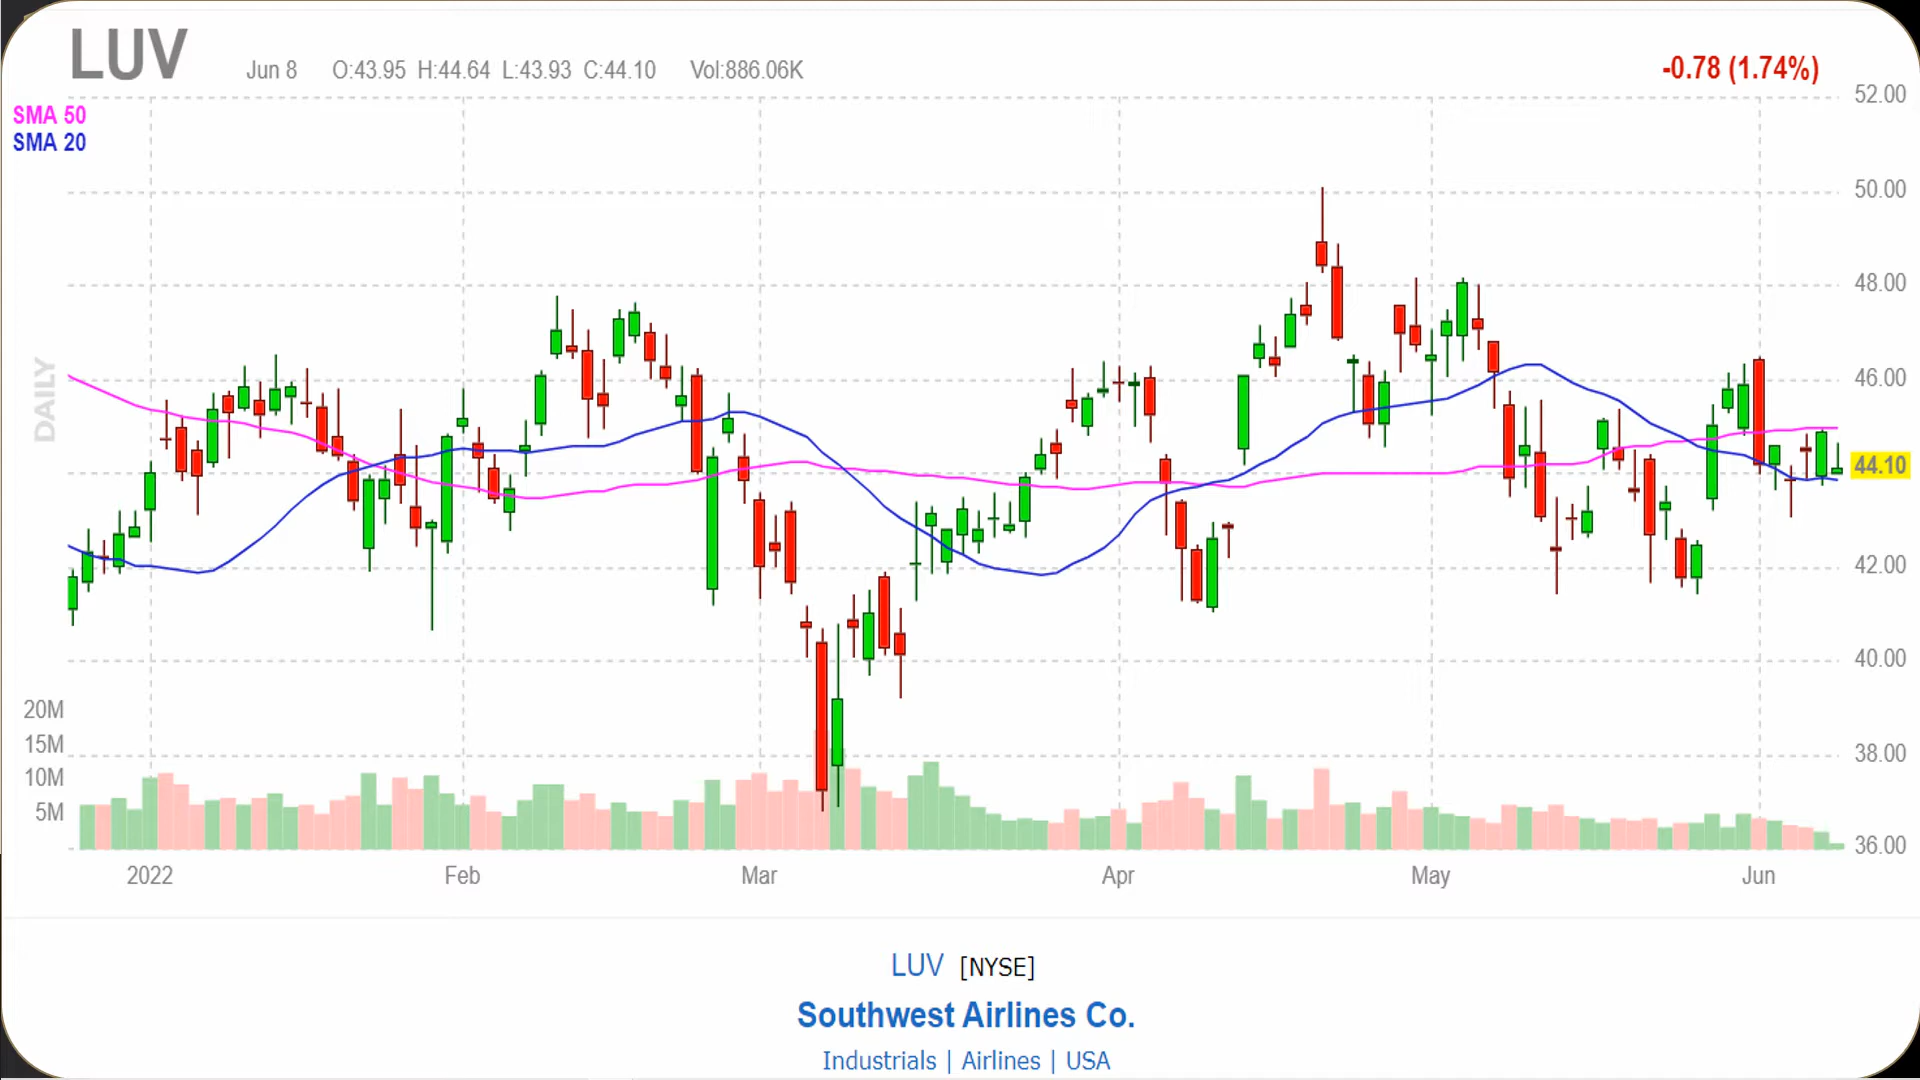 LUV Jun 8 O:43.95 H:44.64 L:43.93 C:44.10 Vol:886.06K -0.78 (1.74%)
SMA 50
SMA 20
DAILY
52.00
50.00
48.00
46.00
44.10
42.00
40.00
38.00
36.00
20M
15M
10M
5M
2022 Feb Mar Apr May Jun
LUV [NYSE]
Southwest Airlines Co.
Industrials | Airlines | USA